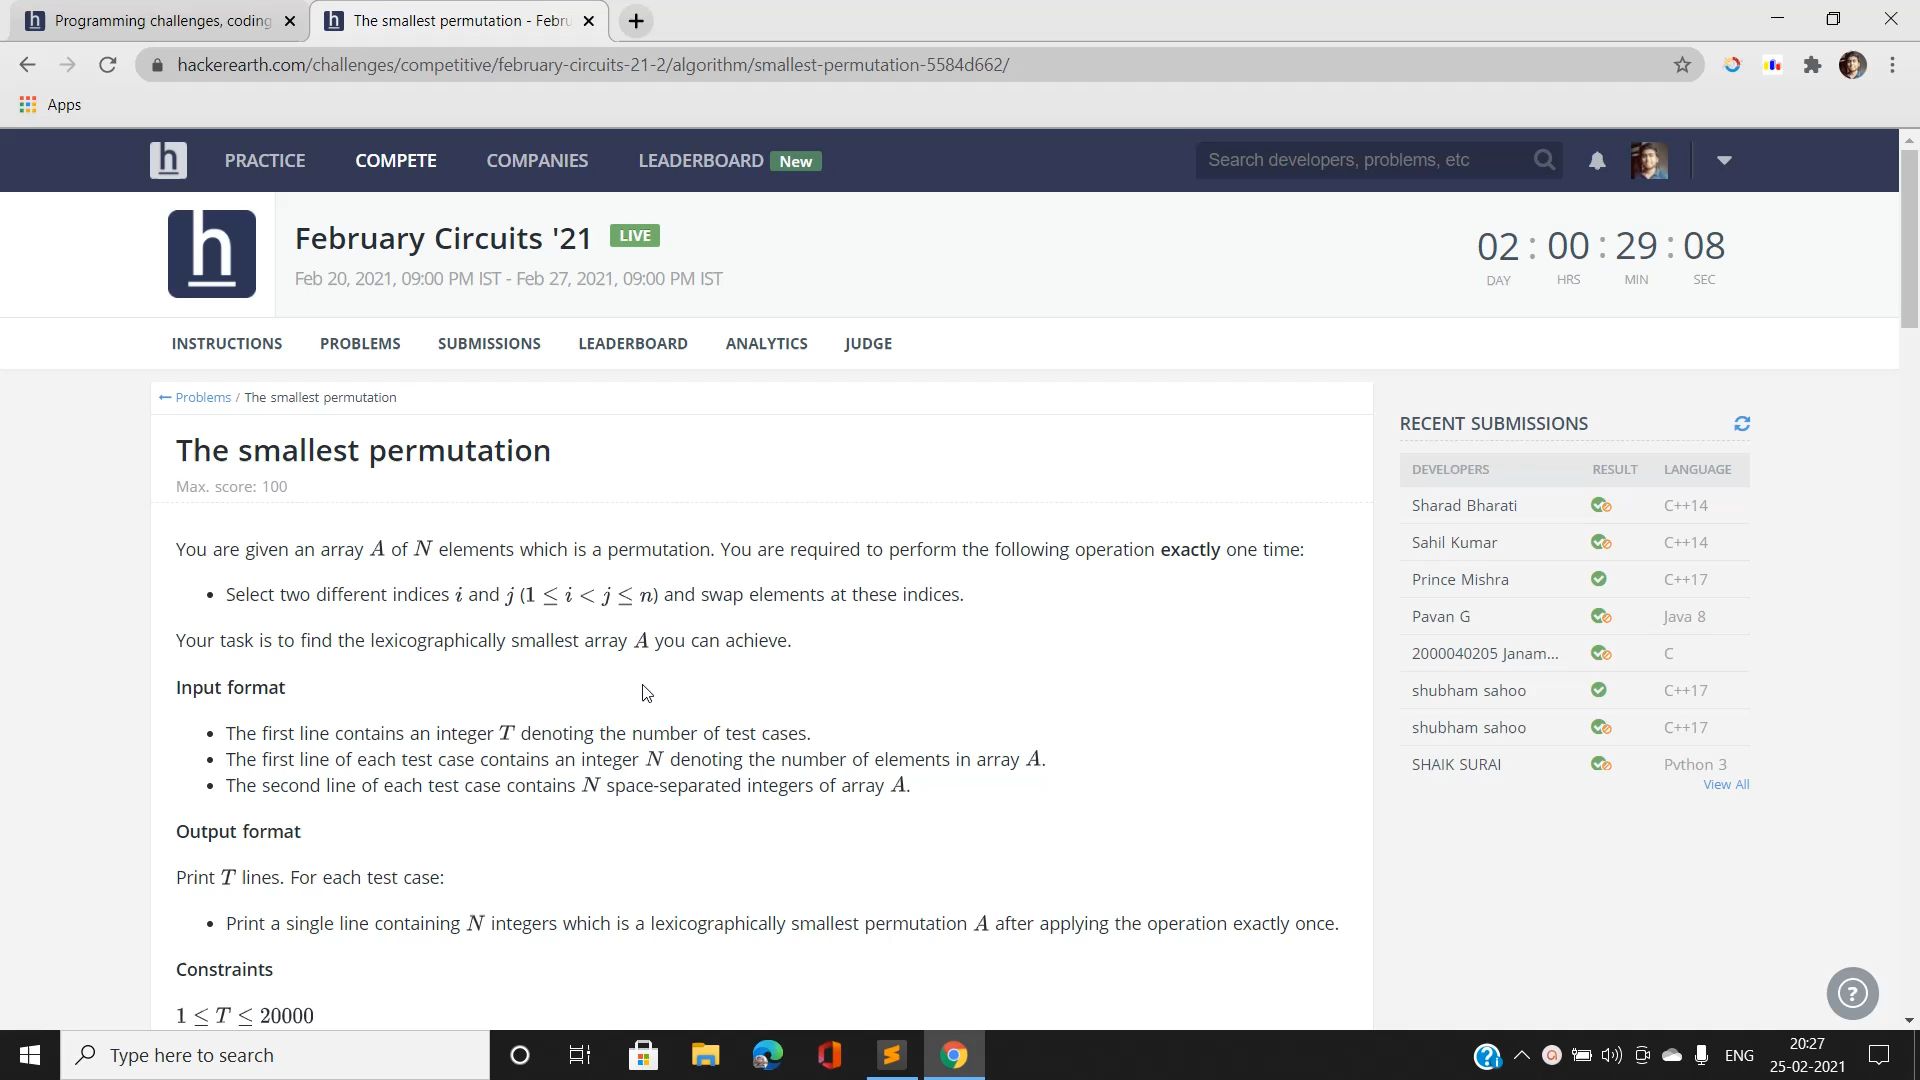 Programming challenges, coding
The smallest permutation - Febru
hackerearth.com/challenges/competitive/february-circuits-21-2/algorithm/smallest-permutation-5584d662/
Apps
h PRACTICE COMPETE COMPANIES LEADERBOARD New Search developers, problems, etc
h
February Circuits '21 LIVE
Feb 20, 2021, 09:00 PM IST - Feb 27, 2021, 09:00 PM IST
02 : 00 : 29 : 08
DAY HRS MIN SEC
INSTRUCTIONS PROBLEMS SUBMISSIONS LEADERBOARD ANALYTICS JUDGE
← Problems / The smallest permutation
The smallest permutation
Max. score: 100
You are given an array A of N elements which is a permutation. You are required to perform the following operation exactly one time:
• Select two different indices i and j (1 ≤ i < j ≤ n) and swap elements at these indices.
Your task is to find the lexicographically smallest array A you can achieve.
Input format
• The first line contains an integer T denoting the number of test cases.
• The first line of each test case contains an integer N denoting the number of elements in array A.
• The second line of each test case contains N space-separated integers of array A.
Output format
Print T lines. For each test case:
• Print a single line containing N integers which is a lexicographically smallest permutation A after applying the operation exactly once.
Constraints
1 ≤ T ≤ 20000
RECENT SUBMISSIONS
DEVELOPERS RESULT LANGUAGE
Sharad Bharati C++14
Sahil Kumar C++14
Prince Mishra C++17
Pavan G Java 8
2000040205 Janam... C
shubham sahoo C++17
shubham sahoo C++17
SHAIK SURAI Python 3
View All
?
Type here to search
ENG
20:27
25-02-2021